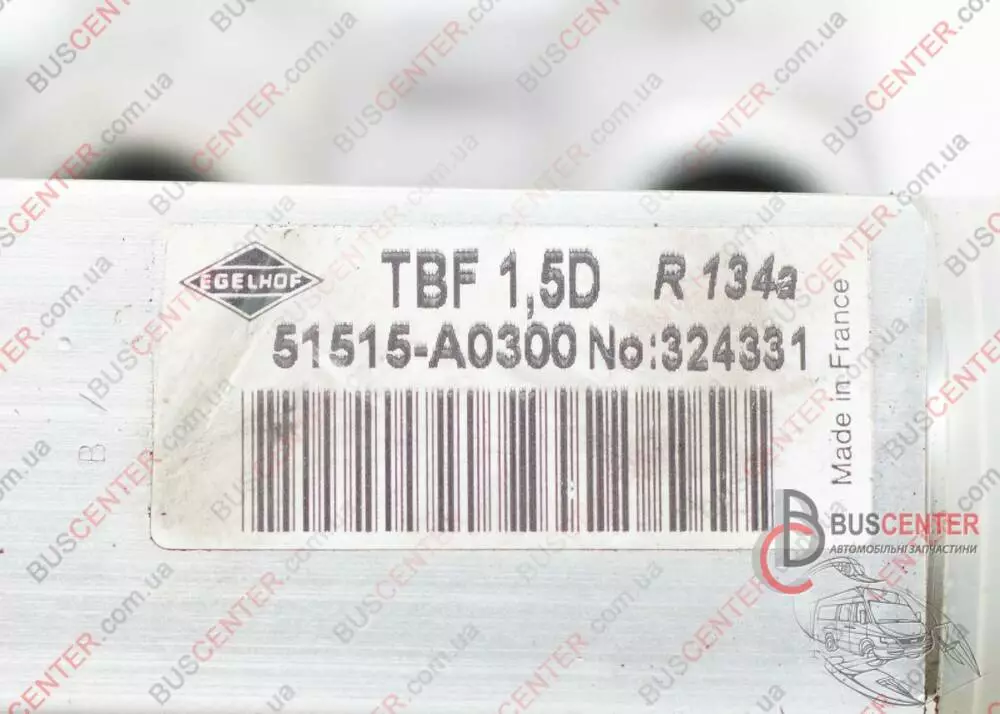 EGELHOF
TBF 1,5D R 134a
51515-A0300 No:324331
Made in France
B
BUSCENTER
АВТОМОБІЛЬНІ ЗАПЧАСТИНИ
BUSCENTER.com.ua